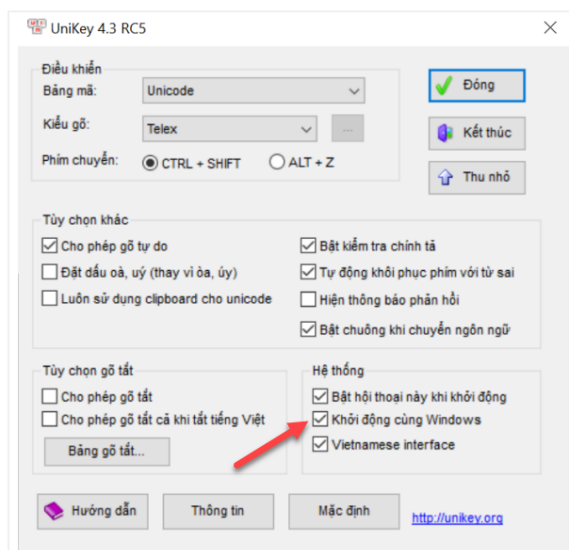 UniKey 4.3 RC5
Điều khiển
Bảng mã: Unicode
Đóng
Kiểu gõ: Telex ...
Kết thúc
Phím chuyển: CTRL + SHIFT ALT + Z
Thu nhỏ
Tùy chọn khác
Cho phép gõ tự do
Bật kiểm tra chính tả
Đặt dấu oà, uý (thay vì òa, úy)
Tự động khôi phục phím với từ sai
Luôn sử dụng clipboard cho unicode
Hiện thông báo phản hồi
Bật chuông khi chuyển ngôn ngữ
Tùy chọn gõ tắt
Cho phép gõ tắt
Cho phép gõ tắt cả khi tắt tiếng Việt
Bảng gõ tắt...
Hệ thống
Bật hội thoại này khi khởi động
Khởi động cùng Windows
Vietnamese interface
Hướng dẫn
Thông tin
Mặc định
http://unikey.org